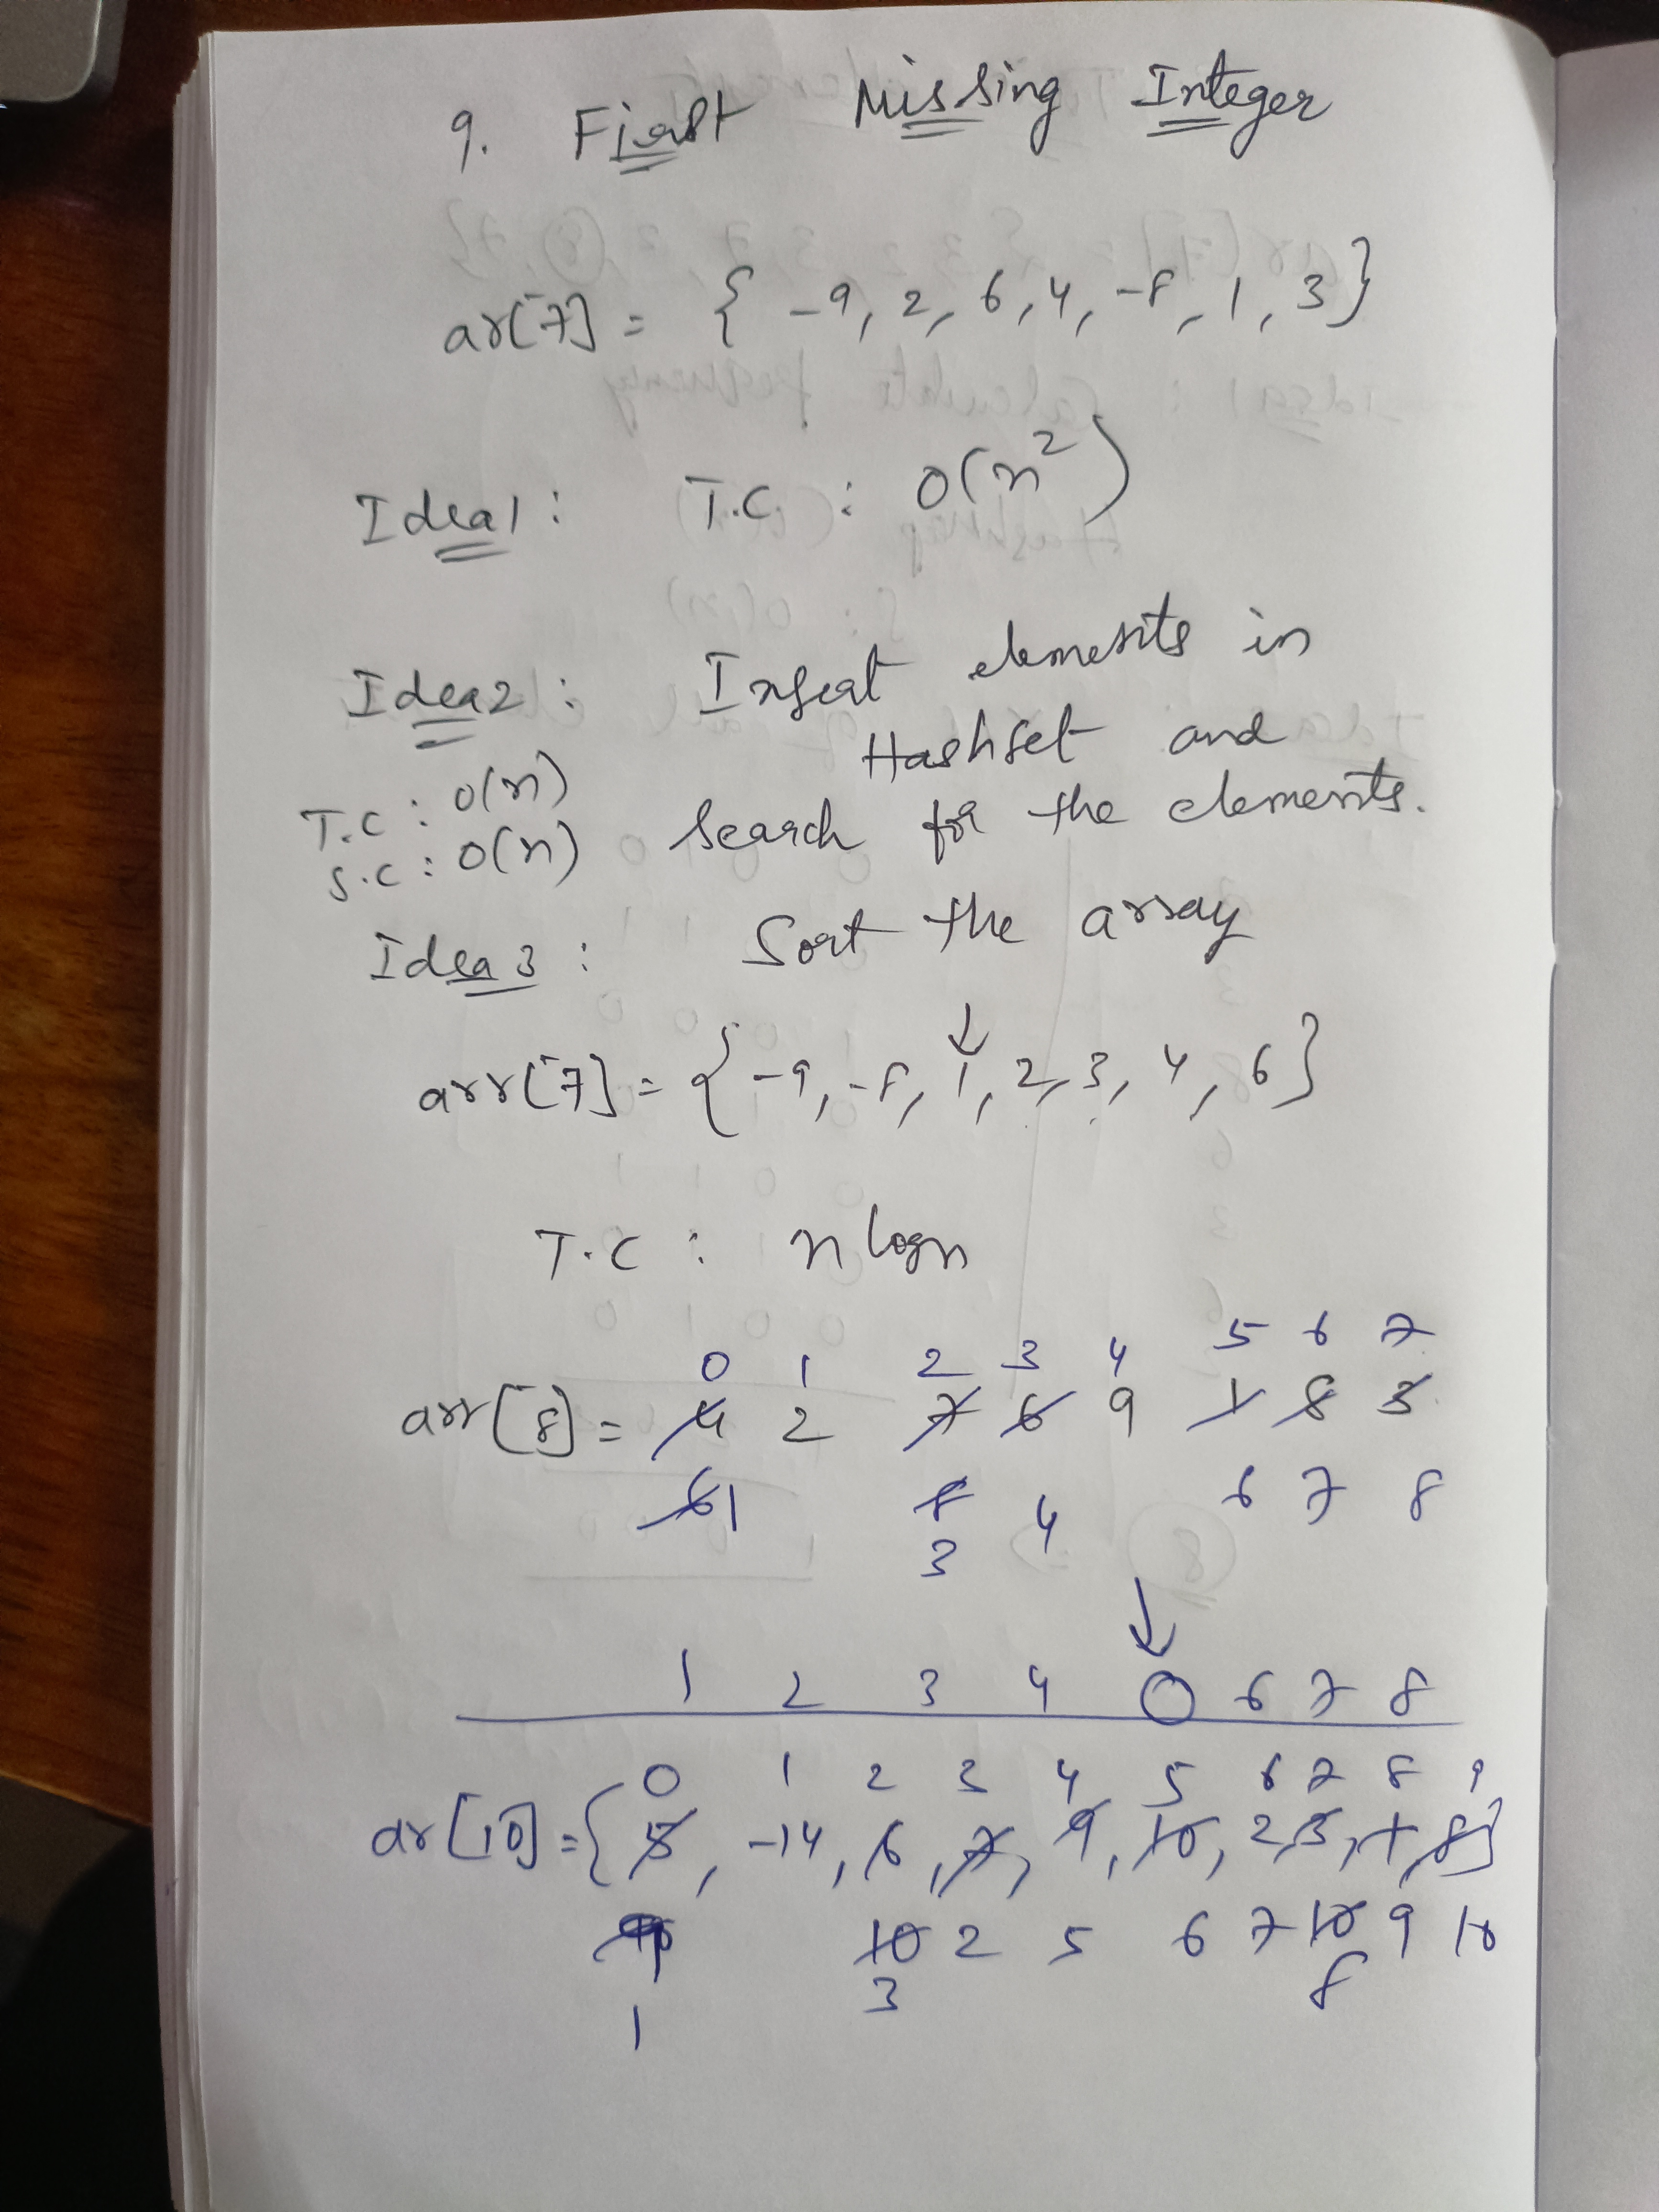 9. First Missing Integer
ar[7] = { -9, 2, 6, 4, -8, 1, 3 }
Idea1 : T.C : O(n²)
Idea2 : Insert elements in
Hashset and
T.C : O(n) search for the elements.
S.C : O(n)
Idea 3 : Sort the array
↓
arr[7] = { -9, -8, 1, 2, 3, 4, 6 }
T.C : n logn
0 1 2 3 4 5 6 7
arr[8] = 4 2 7 6 9 1 8 3
6 1 8 4 6 7 8
3
↓
1 2 3 4 O 6 7 8
0 1 2 3 4 5 6 7 8 9
ar[10] = { 5, -14, 6, 7, 9, 10, 2, 3, 1, 8 }
10 2 5 6 7 10 9 10
1 3 8